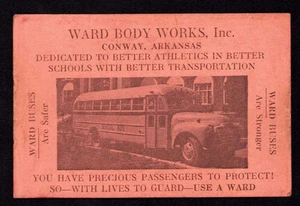 WARD BODY WORKS, Inc.
CONWAY, ARKANSAS
DEDICATED TO BETTER ATHLETICS IN BETTER
SCHOOLS WITH BETTER TRANSPORTATION
WARD BUSES
Are Safer
WARD BUSES
Are Stronger
YOU HAVE PRECIOUS PASSENGERS TO PROTECT!
SO—WITH LIVES TO GUARD—USE A WARD